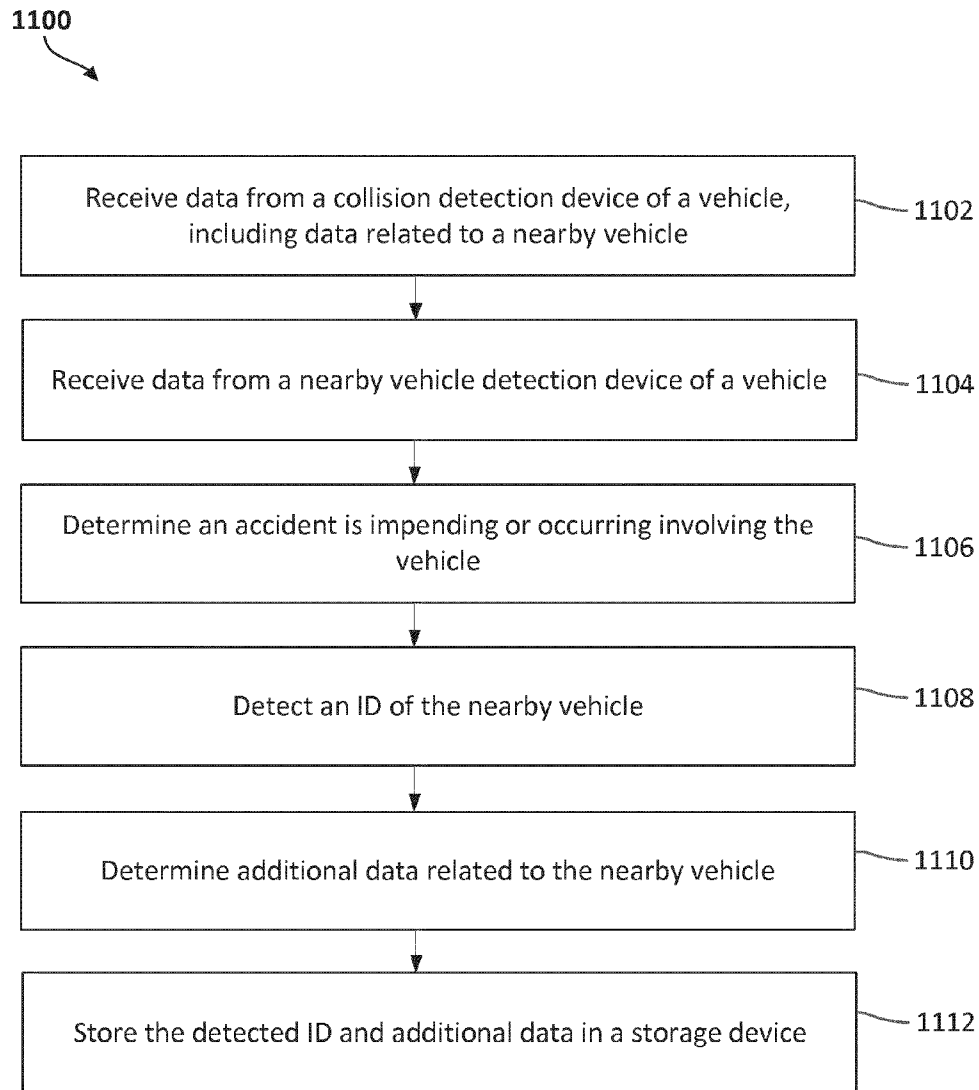 1100
Receive data from a collision detection device of a vehicle,
including data related to a nearby vehicle
1102
Receive data from a nearby vehicle detection device of a vehicle
1104
Determine an accident is impending or occurring involving the
vehicle
1106
Detect an ID of the nearby vehicle
1108
Determine additional data related to the nearby vehicle
1110
Store the detected ID and additional data in a storage device
1112